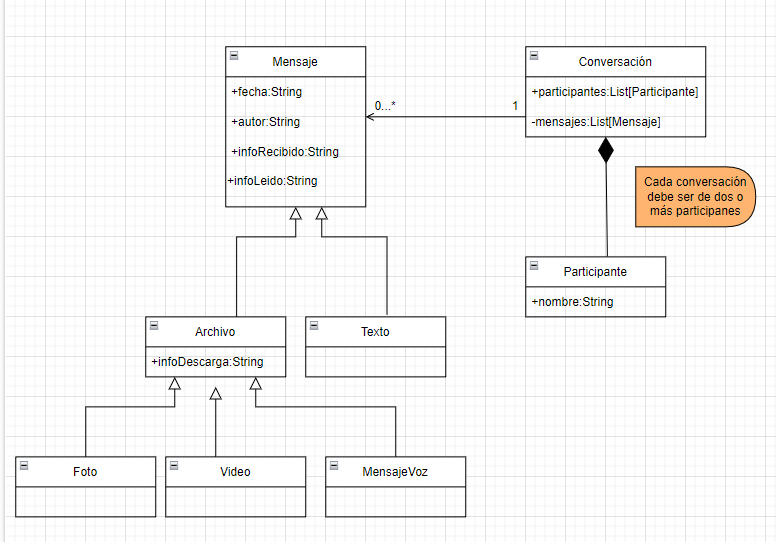 Mensaje
+fecha:String
+autor:String
+infoRecibido:String
+infoLeido:String
0...*
1
Conversación
+participantes:List[Participante]
-mensajes:List[Mensaje]
Cada conversación
debe ser de dos o
más participanes
Participante
+nombre:String
Archivo
+infoDescarga:String
Texto
Foto
Video
MensajeVoz